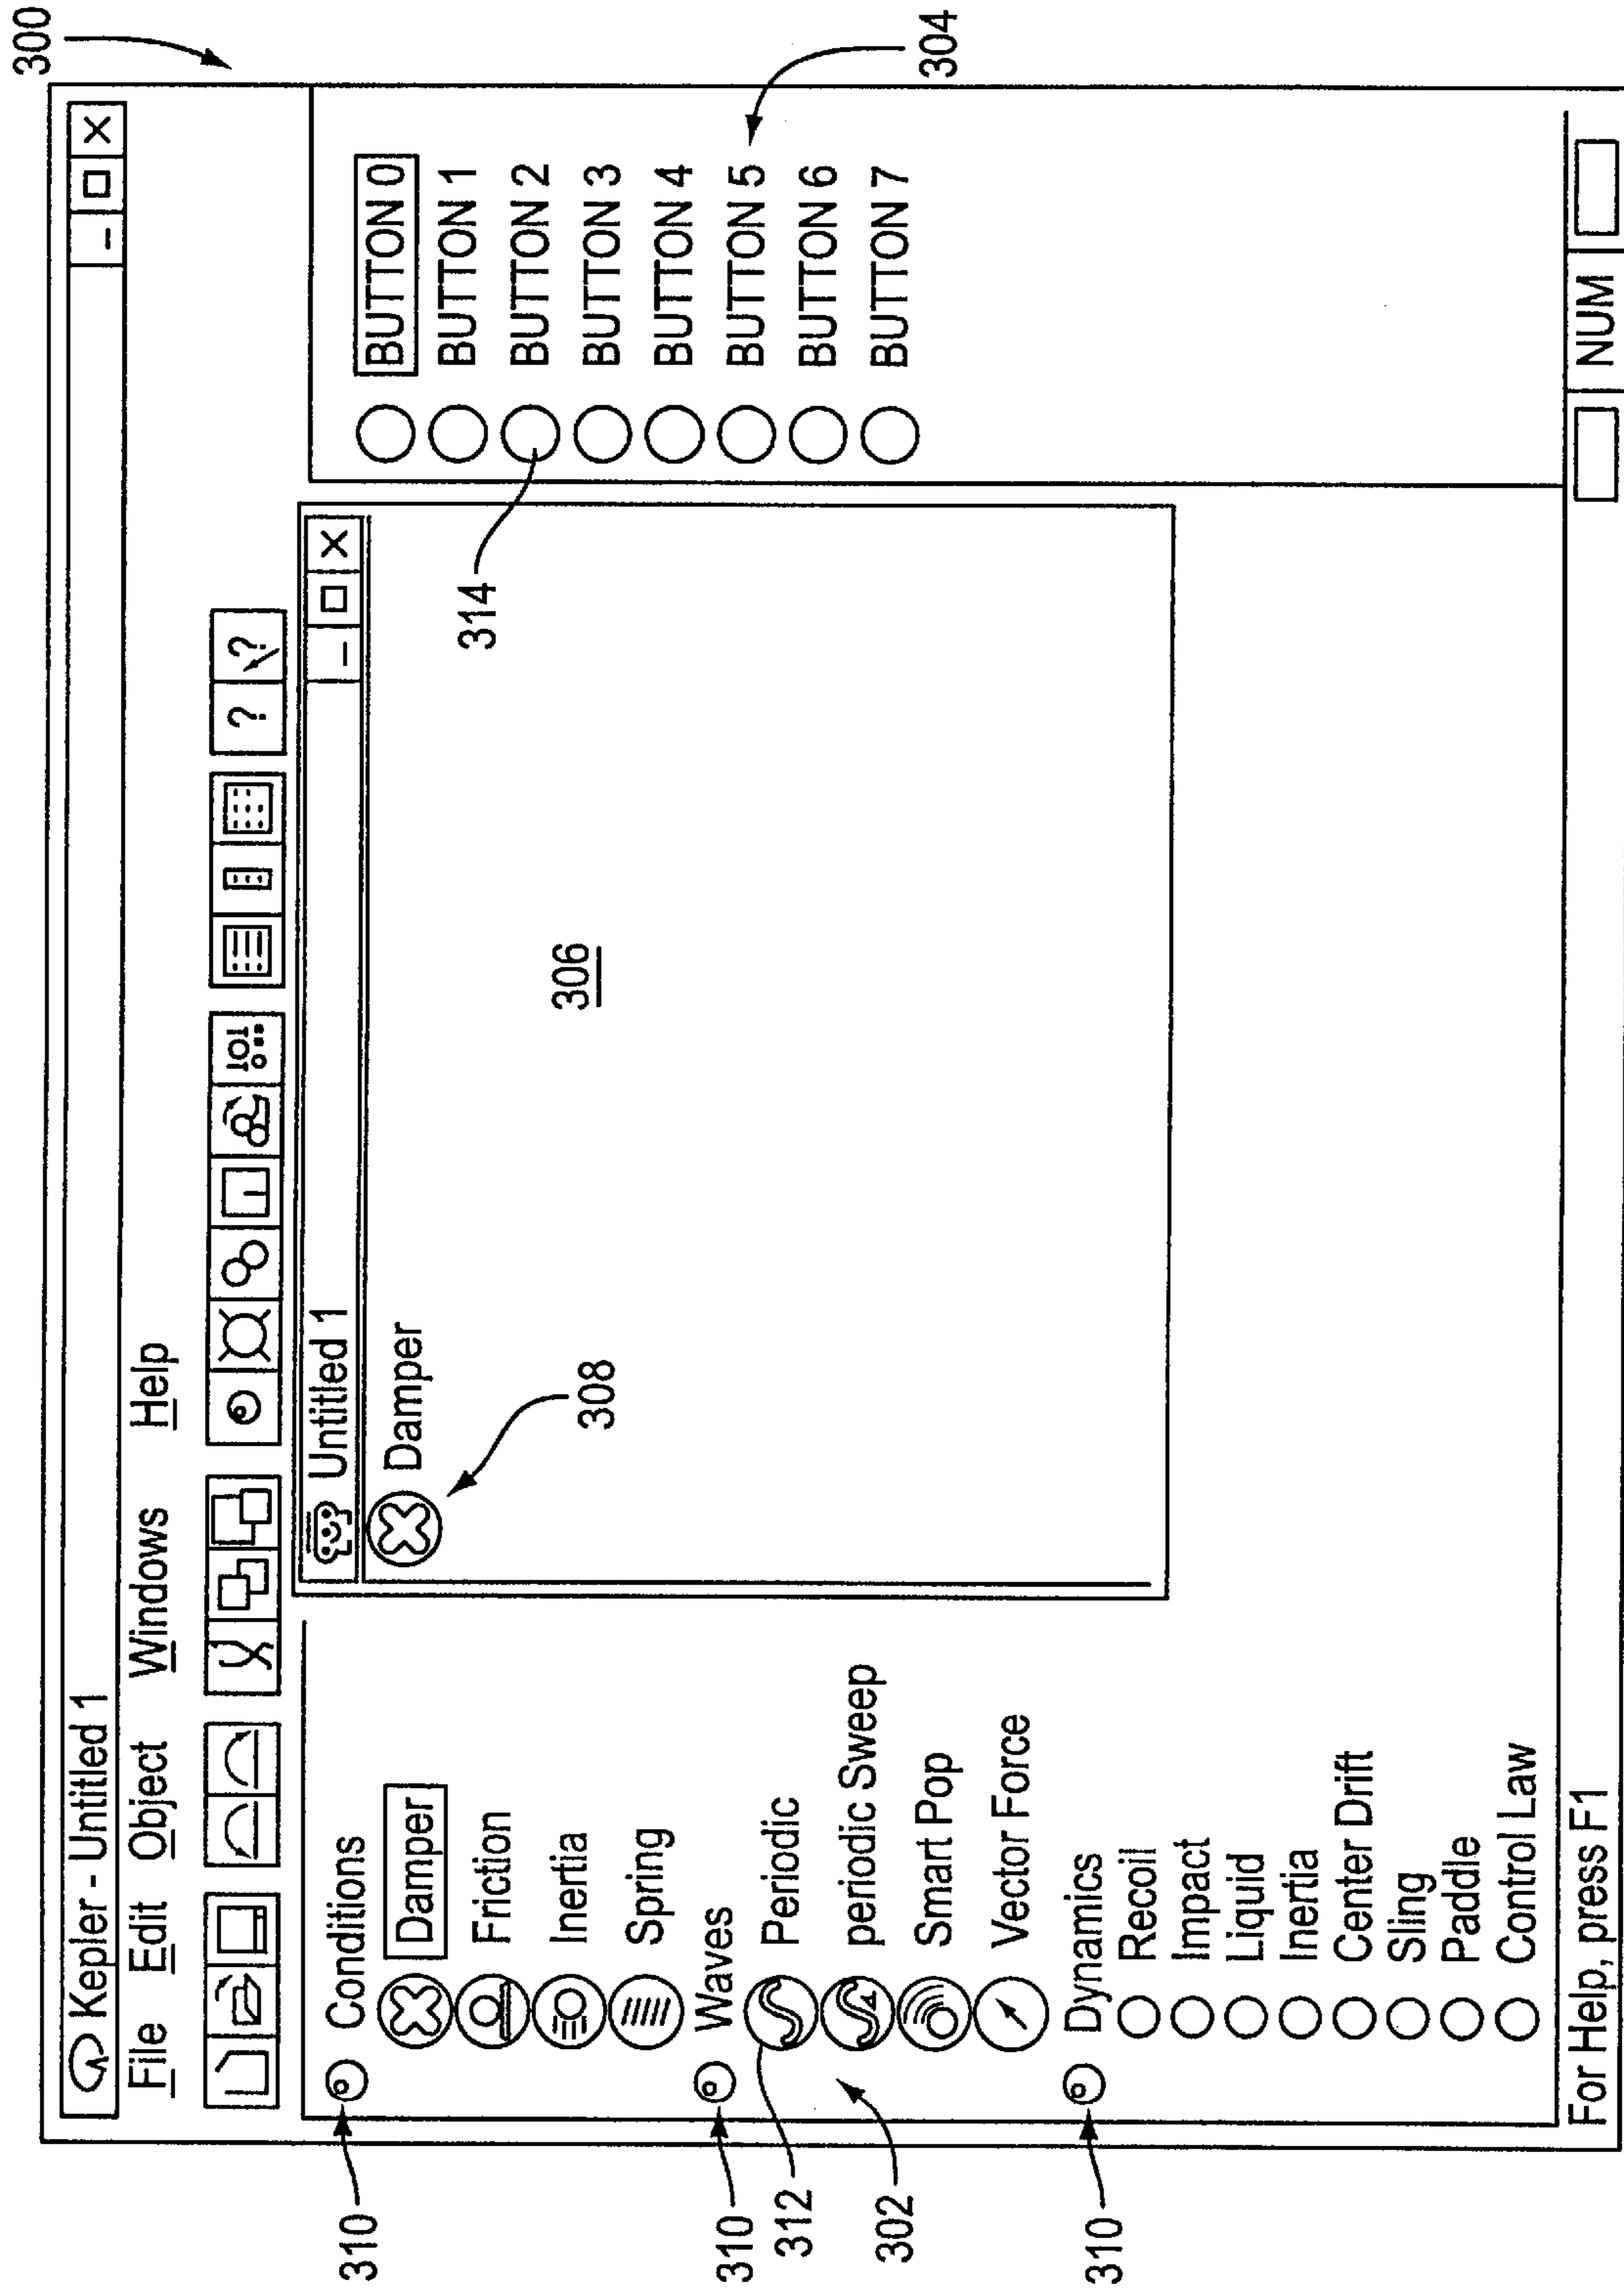 300
Kepler - Untitled 1
File Edit Object Windows Help
? ?
Untitled 1
Damper
308
306
314
310
Conditions
Damper
Friction
Inertia
Spring
310
Waves
312
Periodic
302
periodic Sweep
Smart Pop
Vector Force
310
Dynamics
Recoil
Impact
Liquid
Inertia
Center Drift
Sling
Paddle
Control Law
BUTTON 0
BUTTON 1
BUTTON 2
BUTTON 3
BUTTON 4
BUTTON 5
BUTTON 6
BUTTON 7
304
For Help, press F1
NUM